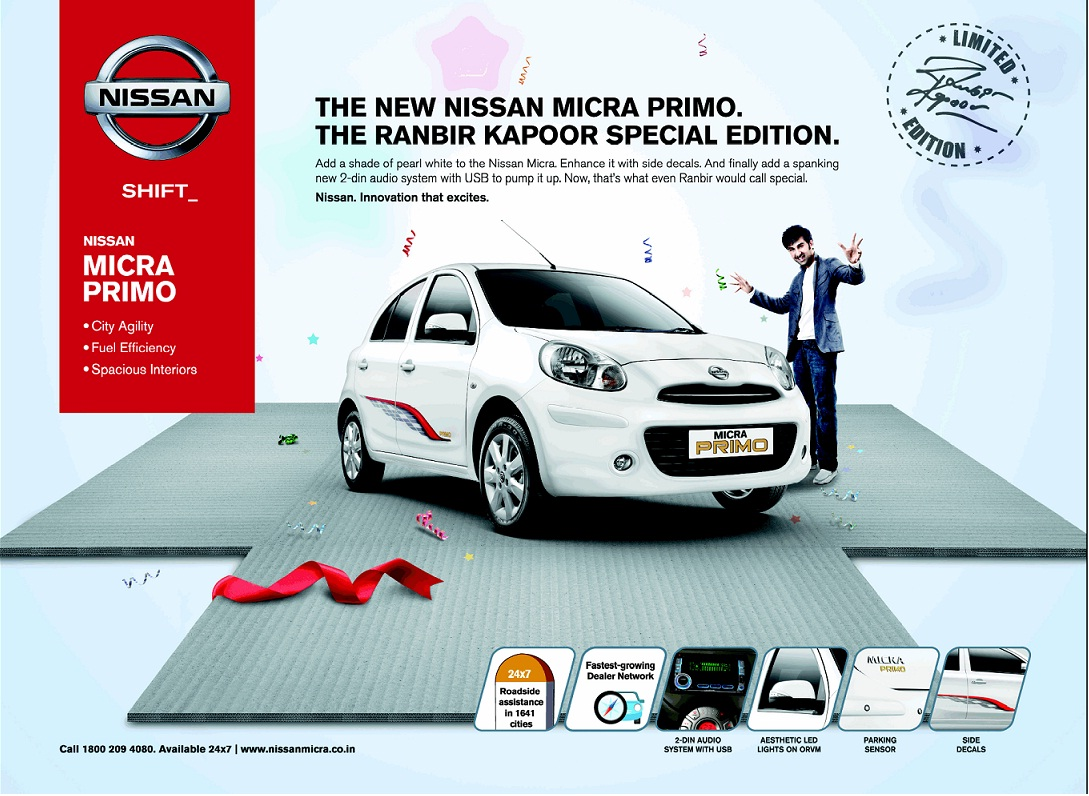 NISSAN
SHIFT_
NISSAN
MICRA
PRIMO
• City Agility
• Fuel Efficiency
• Spacious Interiors
THE NEW NISSAN MICRA PRIMO.
THE RANBIR KAPOOR SPECIAL EDITION.
Add a shade of pearl white to the Nissan Micra. Enhance it with side decals. And finally add a spanking
new 2-din audio system with USB to pump it up. Now, that's what even Ranbir would call special.
Nissan. Innovation that excites.
LIMITED
Ranbir
Kapoor
EDITION
MICRA
PRIMO
24x7
Roadside
assistance
in 1641
cities
Fastest-growing
Dealer Network
MICRA
PRIMO
2-DIN AUDIO
SYSTEM WITH USB
AESTHETIC LED
LIGHTS ON ORVM
PARKING
SENSOR
SIDE
DECALS
Call 1800 209 4080. Available 24x7 | www.nissanmicra.co.in